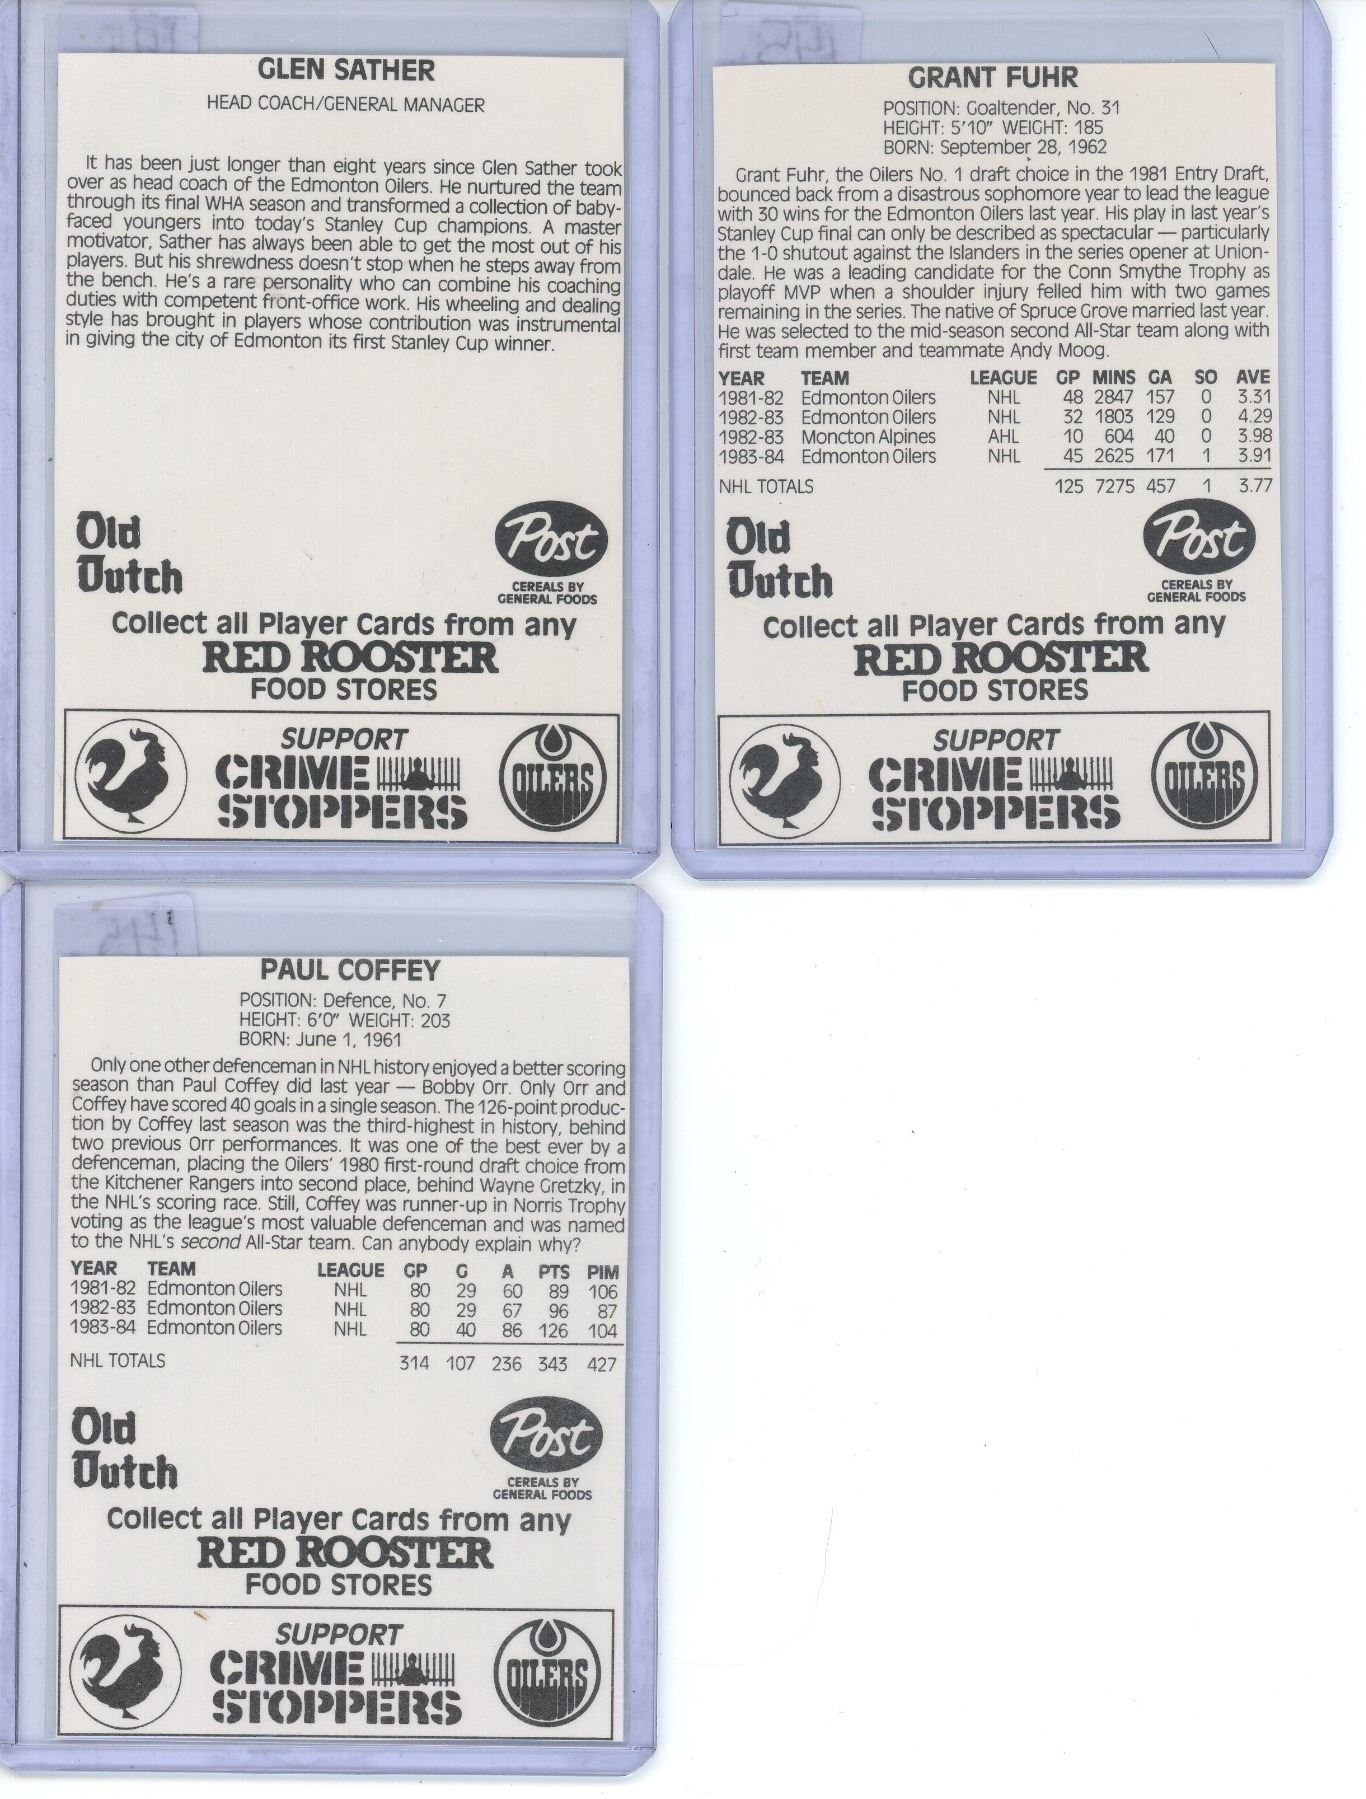 GLEN SATHER
HEAD COACH/GENERAL MANAGER
It has been just longer than eight years since Glen Sather took
over as head coach of the Edmonton Oilers. He nurtured the team
through its final WHA season and transformed a collection of baby-
faced youngers into today's Stanley Cup champions. A master
motivator, Sather has always been able to get the most out of his
players. But his shrewdness doesn't stop when he steps away from
the bench. He's a rare personality who can combine his coaching
duties with competent front-office work. His wheeling and dealing
style has brought in players whose contribution was instrumental
in giving the city of Edmonton its first Stanley Cup winner.
Old
Dutch
Post
CEREALS BY
GENERAL FOODS
Collect all Player Cards from any
RED ROOSTER
FOOD STORES
SUPPORT
CRIME
STOPPERS
OILERS
GRANT FUHR
POSITION: Goaltender, No. 31
HEIGHT: 5'10" WEIGHT: 185
BORN: September 28, 1962
Grant Fuhr, the Oilers No. 1 draft choice in the 1981 Entry Draft,
bounced back from a disastrous sophomore year to lead the league
with 30 wins for the Edmonton Oilers last year. His play in last year's
Stanley Cup final can only be described as spectacular — particularly
the 1-0 shutout against the Islanders in the series opener at Union-
dale. He was a leading candidate for the Conn Smythe Trophy as
playoff MVP when a shoulder injury felled him with two games
remaining in the series. The native of Spruce Grove married last year.
He was selected to the mid-season second All-Star team along with
first team member and teammate Andy Moog.
YEAR TEAM LEAGUE GP MINS GA SO AVE
1981-82 Edmonton Oilers NHL 48 2847 157 0 3.31
1982-83 Edmonton Oilers NHL 32 1803 129 0 4.29
1982-83 Moncton Alpines AHL 10 604 40 0 3.98
1983-84 Edmonton Oilers NHL 45 2625 171 1 3.91
NHL TOTALS 125 7275 457 1 3.77
Old
Dutch
Post
CEREALS BY
GENERAL FOODS
Collect all Player Cards from any
RED ROOSTER
FOOD STORES
SUPPORT
CRIME
STOPPERS
OILERS
PAUL COFFEY
POSITION: Defence, No. 7
HEIGHT: 6'0" WEIGHT: 203
BORN: June 1, 1961
Only one other defenceman in NHL history enjoyed a better scoring
season than Paul Coffey did last year — Bobby Orr. Only Orr and
Coffey have scored 40 goals in a single season. The 126-point produc-
tion by Coffey last season was the third-highest in history, behind
two previous Orr performances. It was one of the best ever by a
defenceman, placing the Oilers' 1980 first-round draft choice from
the Kitchener Rangers into second place, behind Wayne Gretzky, in
the NHL's scoring race. Still, Coffey was runner-up in Norris Trophy
voting as the league's most valuable defenceman and was named
to the NHL's second All-Star team. Can anybody explain why?
YEAR TEAM LEAGUE GP G A PTS PIM
1981-82 Edmonton Oilers NHL 80 29 60 89 106
1982-83 Edmonton Oilers NHL 80 29 67 96 87
1983-84 Edmonton Oilers NHL 80 40 86 126 104
NHL TOTALS 314 107 236 343 427
Old
Dutch
Post
CEREALS BY
GENERAL FOODS
Collect all Player Cards from any
RED ROOSTER
FOOD STORES
SUPPORT
CRIME
STOPPERS
OILERS